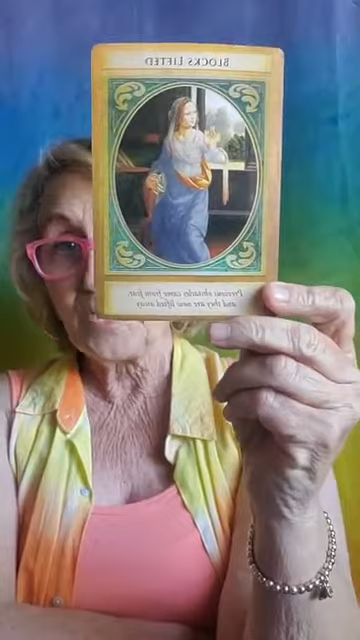 BLOCKS LIFTED
Previous obstacles came from fear,
and they are now lifted away